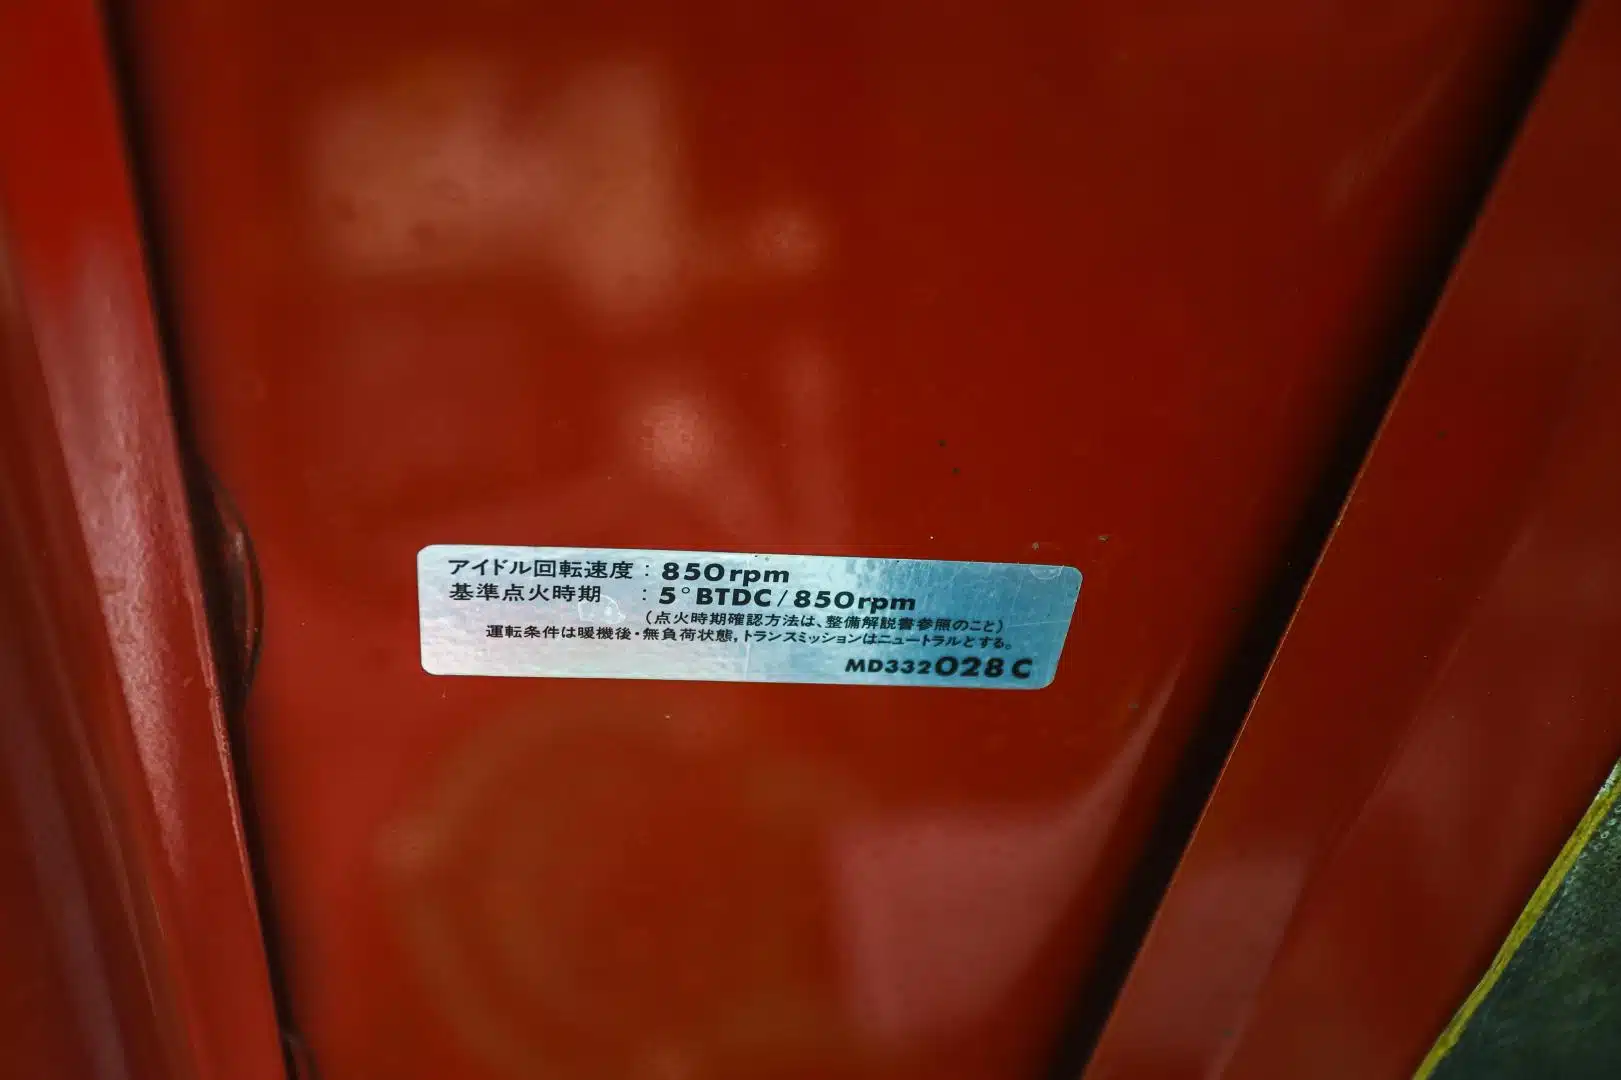 アイドル回転速度：850rpm
基準点火時期　：5°BTDC/850rpm
（点火時期確認方法は、整備解説書参照のこと）
運転条件は暖機後・無負荷状態，トランスミッションはニュートラルとする。
MD332028C